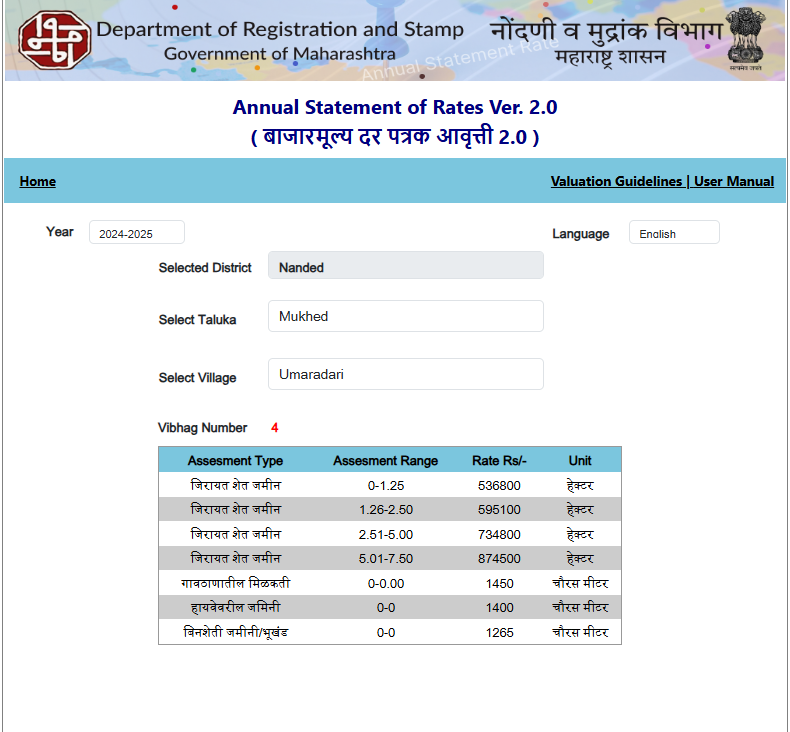 Department of Registration and Stamp
Government of Maharashtra
नोंदणी व मुद्रांक विभाग
महाराष्ट्र शासन
Annual Statement Rate
Annual Statement of Rates Ver. 2.0
( बाजारमूल्य दर पत्रक आवृत्ती 2.0 )
Home Valuation Guidelines | User Manual
Year 2024-2025 Language English
Selected District Nanded
Select Taluka Mukhed
Select Village Umaradari
Vibhag Number 4
Assesment Type Assesment Range Rate Rs/- Unit
जिरायत शेत जमीन 0-1.25 536800 हेक्टर
जिरायत शेत जमीन 1.26-2.50 595100 हेक्टर
जिरायत शेत जमीन 2.51-5.00 734800 हेक्टर
जिरायत शेत जमीन 5.01-7.50 874500 हेक्टर
गावठाणातील मिळकती 0-0.00 1450 चौरस मीटर
हायवेवरील जमिनी 0-0 1400 चौरस मीटर
बिनशेती जमीनी/भूखंड 0-0 1265 चौरस मीटर